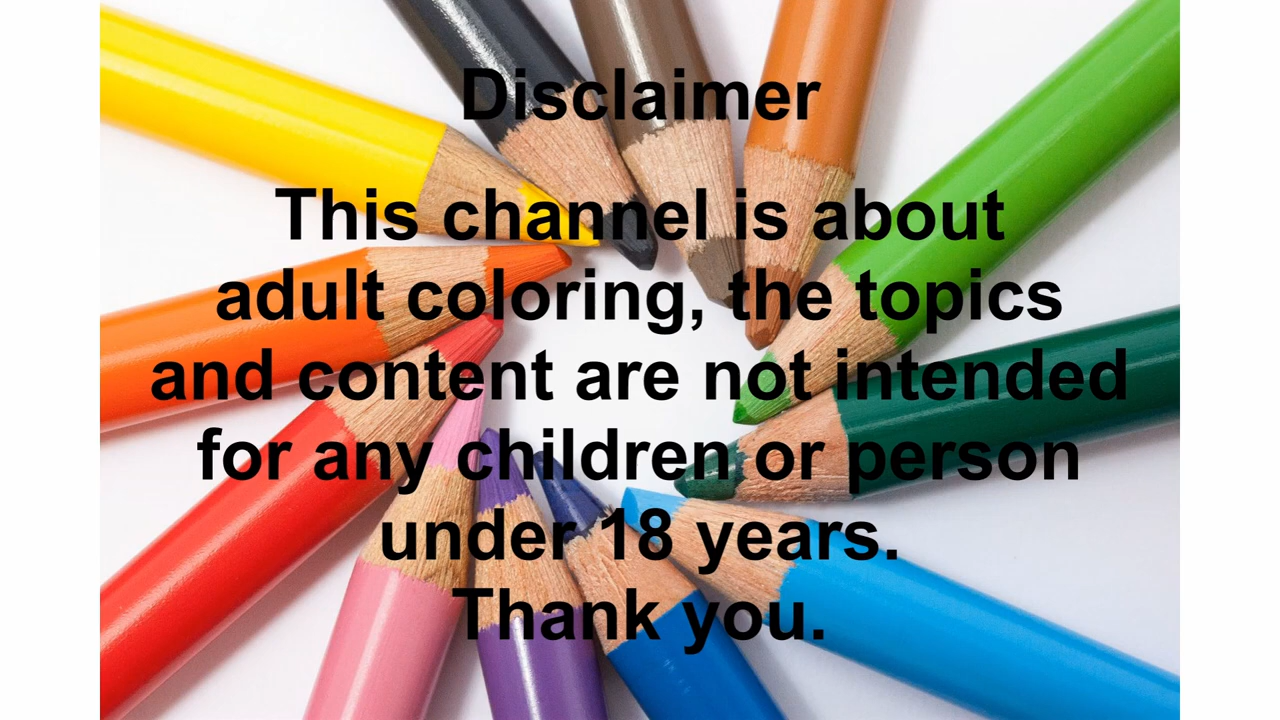 Disclaimer
This channel is about
adult coloring, the topics
and content are not intended
for any children or person
under 18 years.
Thank you.